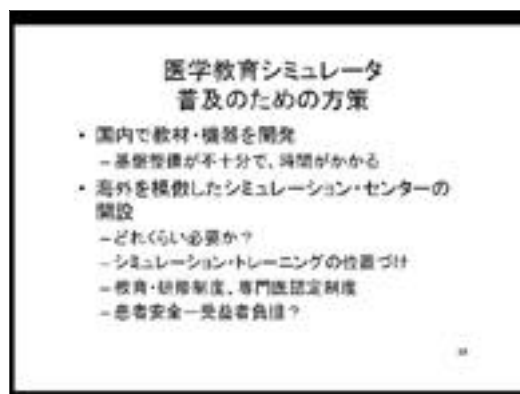 医学教育シミュレータ
普及のための方策
• 国内で教材・機器を開発
–基盤整備が不十分で、時間がかかる
• 海外を模倣したシミュレーション・センターの
開設
–どれくらい必要か?
–シミュレーション・トレーニングの位置づけ
–教育・研修制度、専門医認定制度
–患者安全–受益者負担?